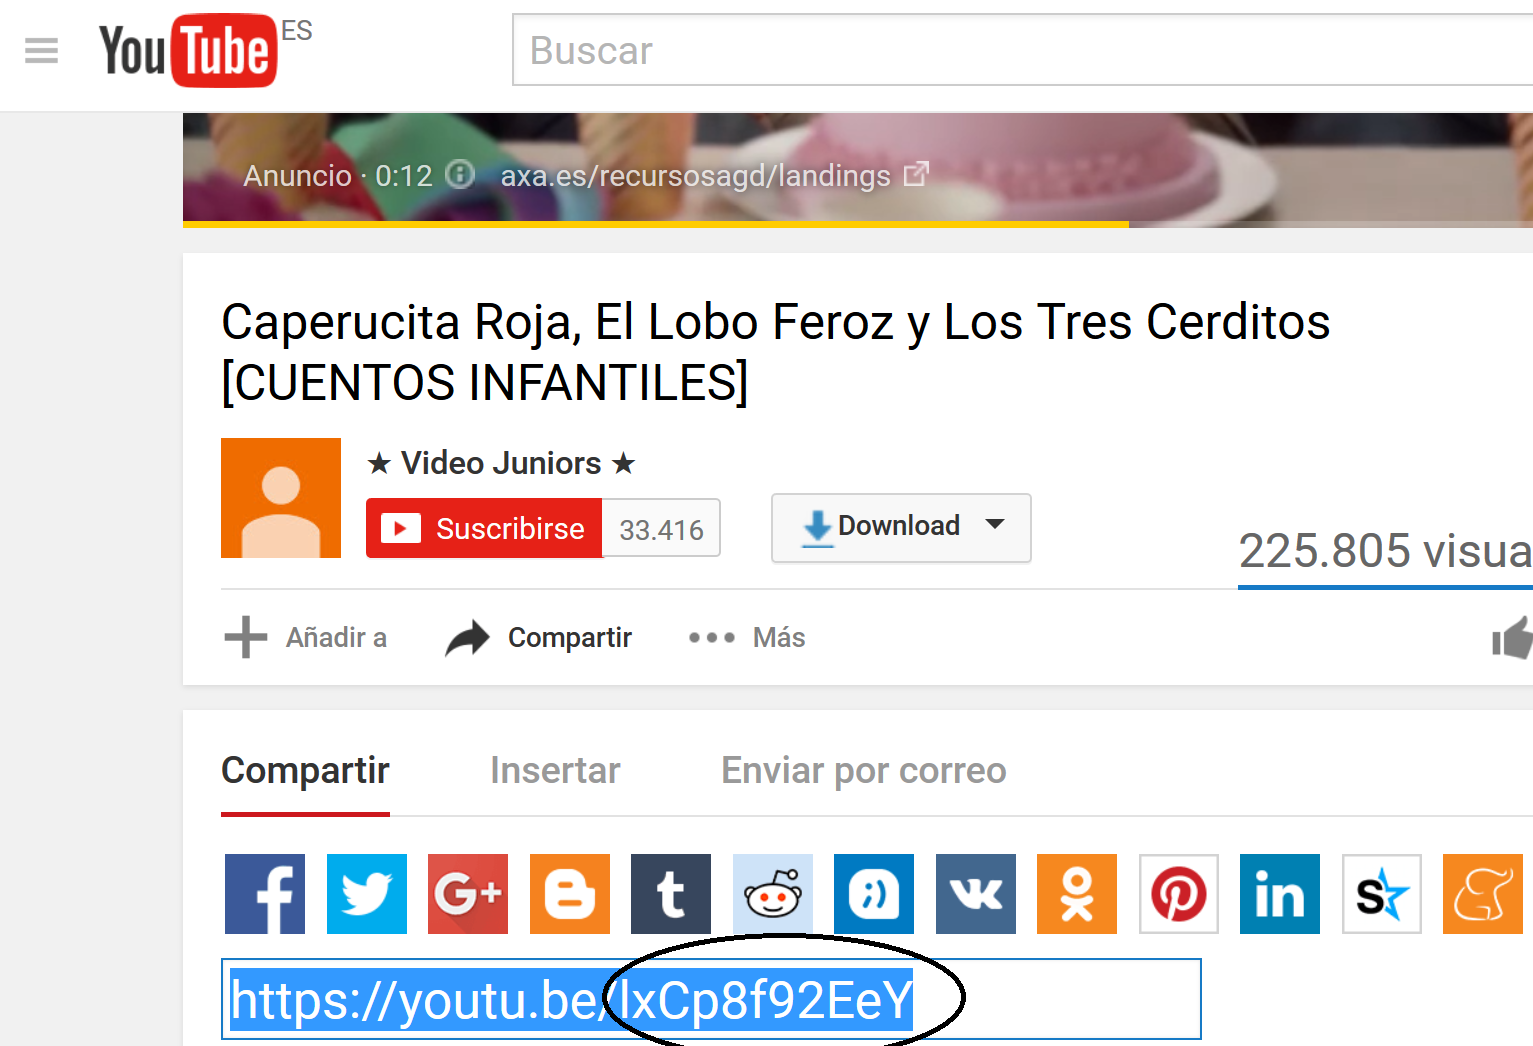 YouTube ES
Buscar
Anuncio · 0:12 axa.es/recursosagd/landings
Caperucita Roja, El Lobo Feroz y Los Tres Cerditos
[CUENTOS INFANTILES]
★ Video Juniors ★
Suscribirse 33.416 Download
225.805 visua
Añadir a Compartir Más
Compartir Insertar Enviar por correo
f G+ B t ;) VK P in S
https://youtu.be/lxCp8f92EeY